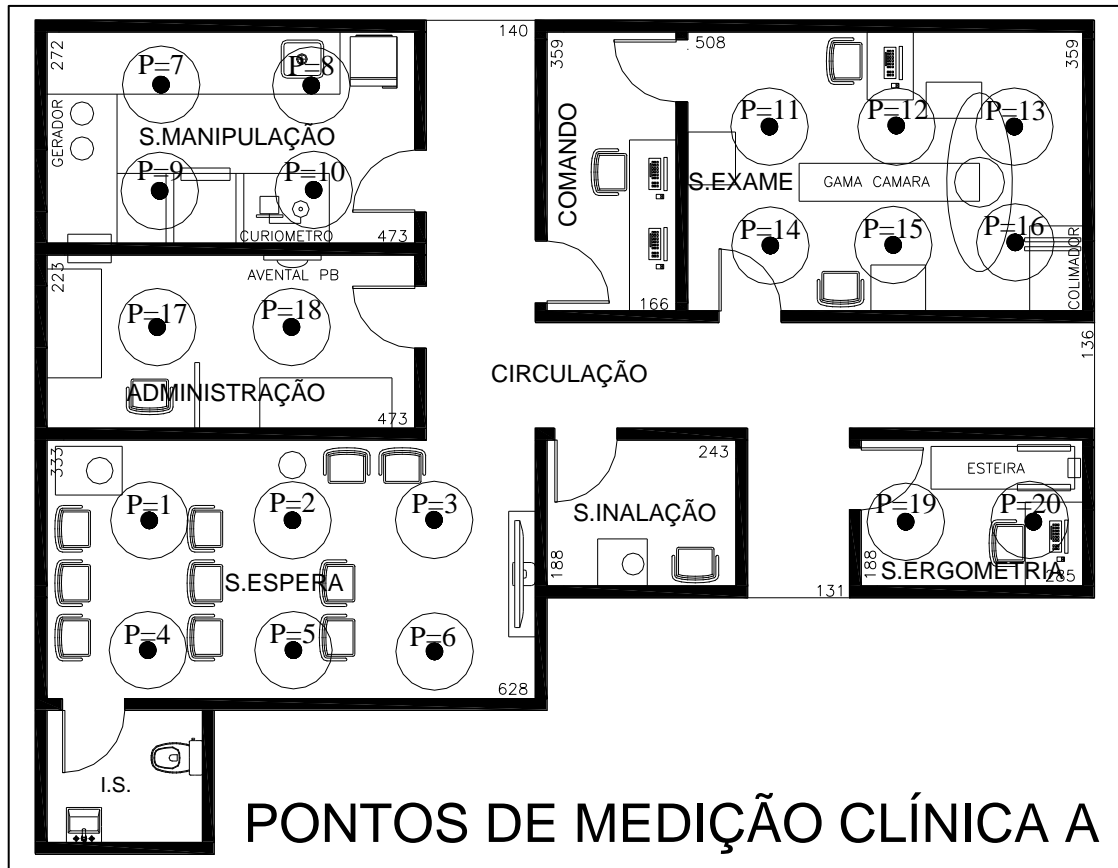 140
272
359
508
359
P=7
P=8
P=11
P=12
P=13
GERADOR
S.MANIPULAÇÃO
COMANDO
S.EXAME
GAMA CAMARA
P=9
P=10
P=14
P=15
P=16
CURIOMETRO
473
COLIMADOR
223
AVENTAL PB
166
P=17
P=18
136
CIRCULAÇÃO
ADMINISTRAÇÃO
473
333
243
ESTEIRA
P=1
P=2
P=3
S.INALAÇÃO
P=19
P=20
S.ESPERA
188
188
S.ERGOMETRIA
285
131
P=4
P=5
P=6
628
I.S.
PONTOS DE MEDIÇÃO CLÍNICA A